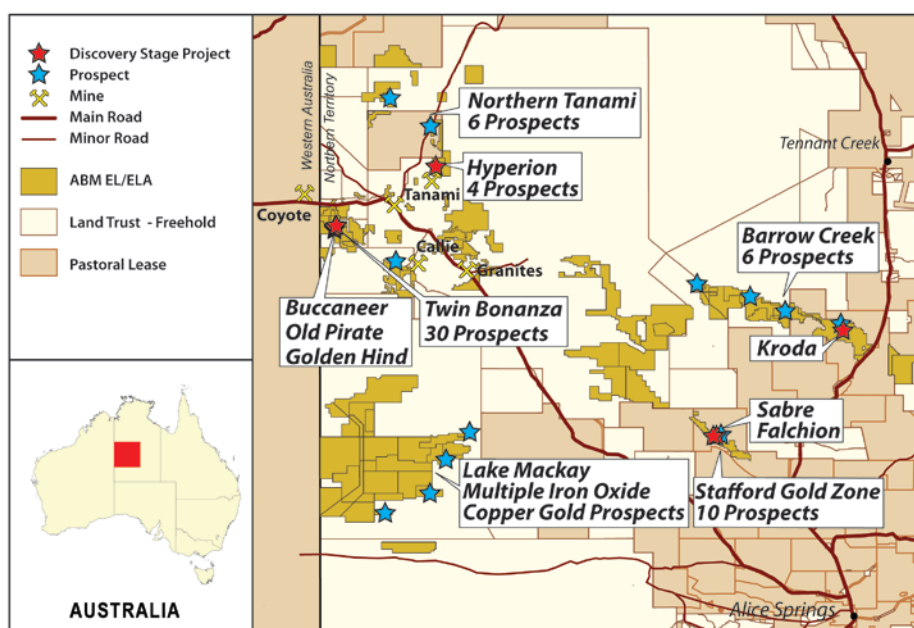 Discovery Stage Project
Prospect
Mine
Main Road
Minor Road
ABM EL/ELA
Land Trust - Freehold
Pastoral Lease
AUSTRALIA
Western Australia
Northern Territory
Northern Tanami
6 Prospects
Hyperion
4 Prospects
Tennant Creek
Coyote
Tanami
Callie
Granites
Buccaneer
Old Pirate
Golden Hind
Twin Bonanza
30 Prospects
Barrow Creek
6 Prospects
Kroda
Sabre
Falchion
Lake Mackay
Multiple Iron Oxide
Copper Gold Prospects
Stafford Gold Zone
10 Prospects
Alice Springs